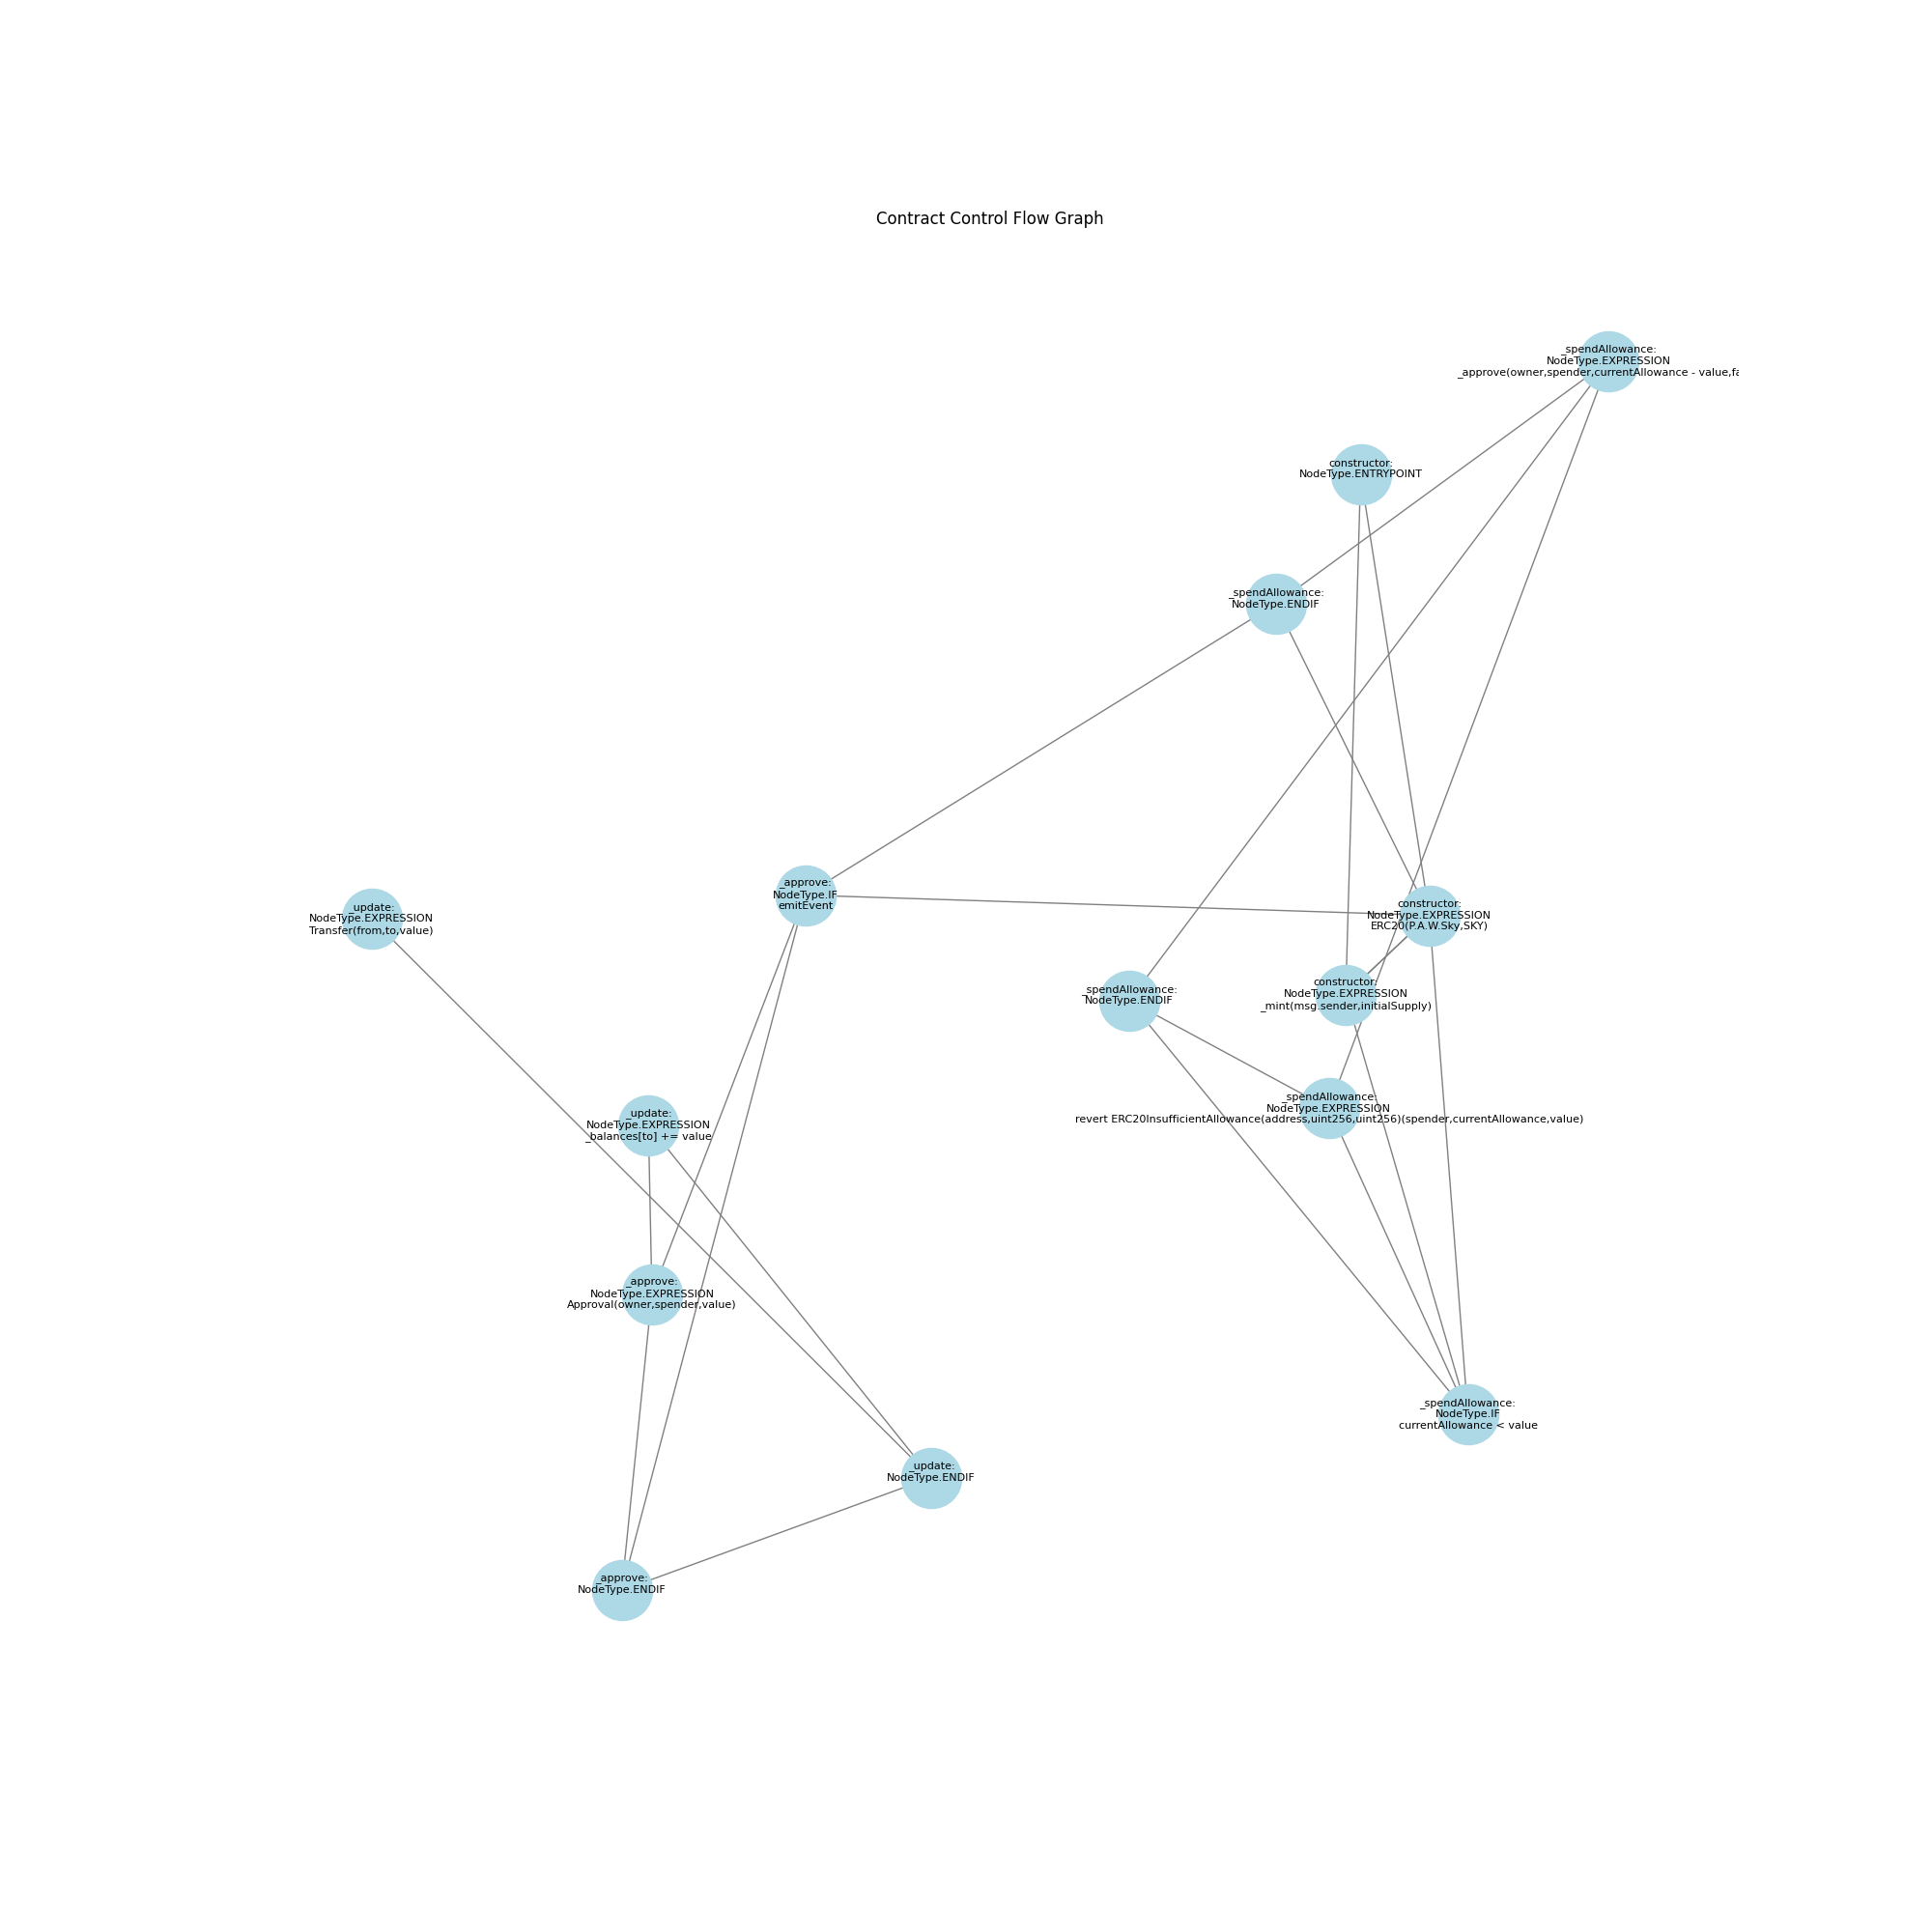 Contract Control Flow Graph
_spendAllowance:
NodeType.EXPRESSION
_approve(owner,spender,currentAllowance - value,fa
constructor:
NodeType.ENTRYPOINT
_spendAllowance:
NodeType.ENDIF
_approve:
NodeType.IF
emitEvent
_update:
NodeType.EXPRESSION
Transfer(from,to,value)
constructor:
NodeType.EXPRESSION
ERC20(P.A.W.Sky,SKY)
_spendAllowance:
NodeType.ENDIF
constructor:
NodeType.EXPRESSION
_mint(msg.sender,initialSupply)
_spendAllowance:
NodeType.EXPRESSION
revert ERC20InsufficientAllowance(address,uint256,uint256)(spender,currentAllowance,value)
_update:
NodeType.EXPRESSION
_balances[to] += value
_approve:
NodeType.EXPRESSION
Approval(owner,spender,value)
_spendAllowance:
NodeType.IF
currentAllowance < value
_update:
NodeType.ENDIF
_approve:
NodeType.ENDIF